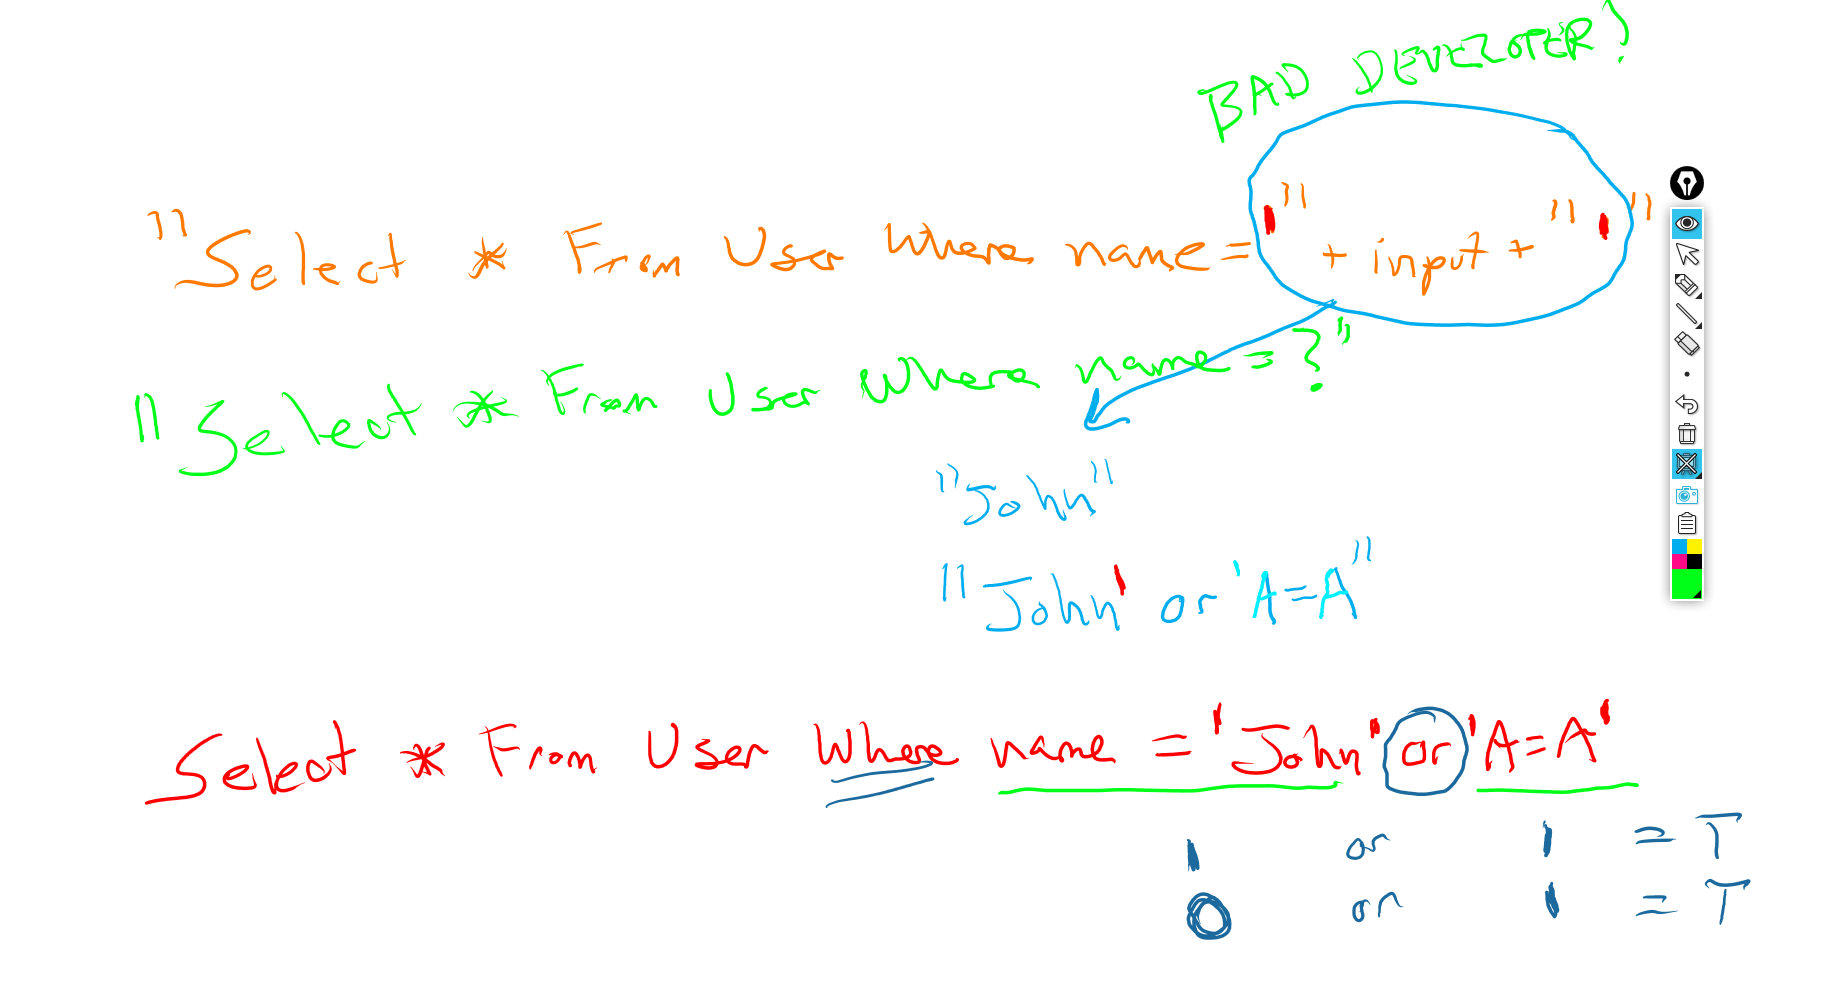 BAD DEVELOPER!
"Select * From User Where name = '" + input + "'"
"Select * From User Where name = ?"
"John"
"John' or 'A=A"
Select * From User Where name = 'John' or 'A=A'
1 or 1 = T
0 or 1 = T